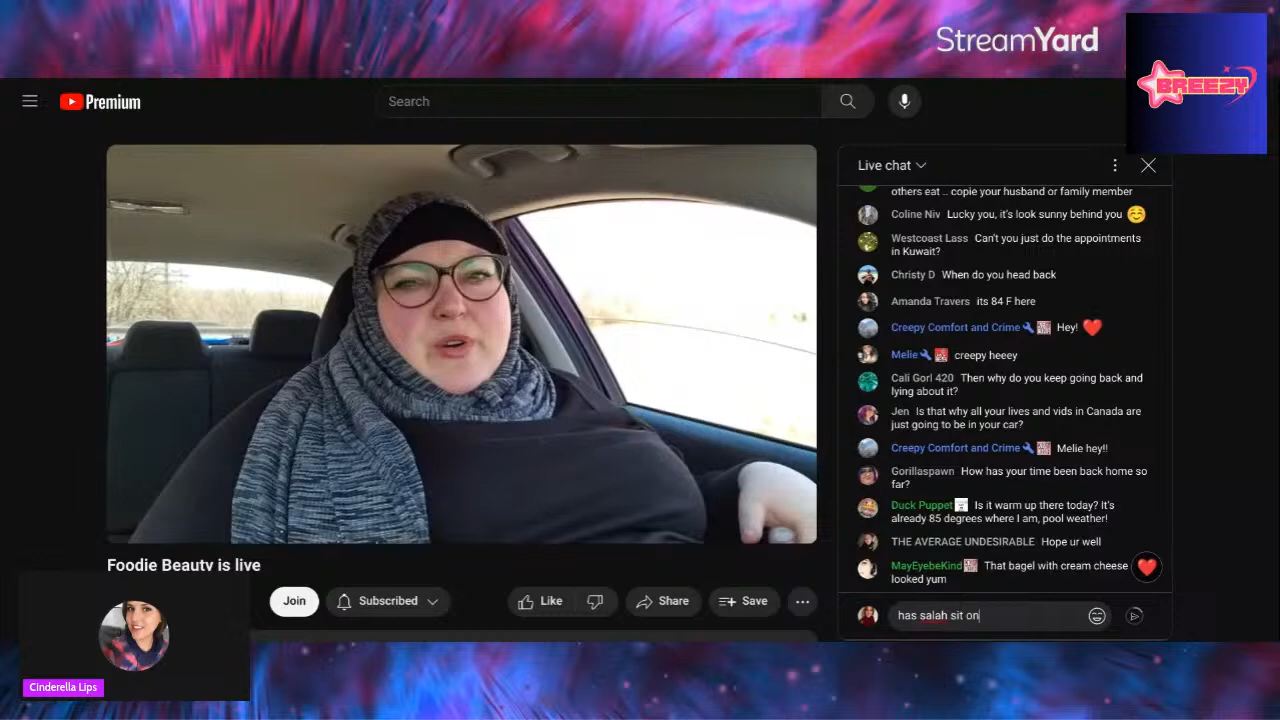 StreamYard
BREEZY
Premium
Search
Live chat
others eat .. copie your husband or family member
Coline Niv Lucky you, it's look sunny behind you
Westcoast Lass Can't you just do the appointments
in Kuwait?
Christy D When do you head back
Amanda Travers its 84 F here
Creepy Comfort and Crime Hey!
Melie creepy heeey
Cali Gorl 420 Then why do you keep going back and
lying about it?
Jen Is that why all your lives and vids in Canada are
just going to be in your car?
Creepy Comfort and Crime Melie hey!!
Gorillaspawn How has your time been back home so
far?
Duck Puppet Is it warm up there today? It's
already 85 degrees where I am, pool weather!
THE AVERAGE UNDESIRABLE Hope ur well
MayEyebeKind That bagel with cream cheese
looked yum
has salah sit on
Foodie Beauty is live
Join
Subscribed
Like
Share
Save
Cinderella Lips